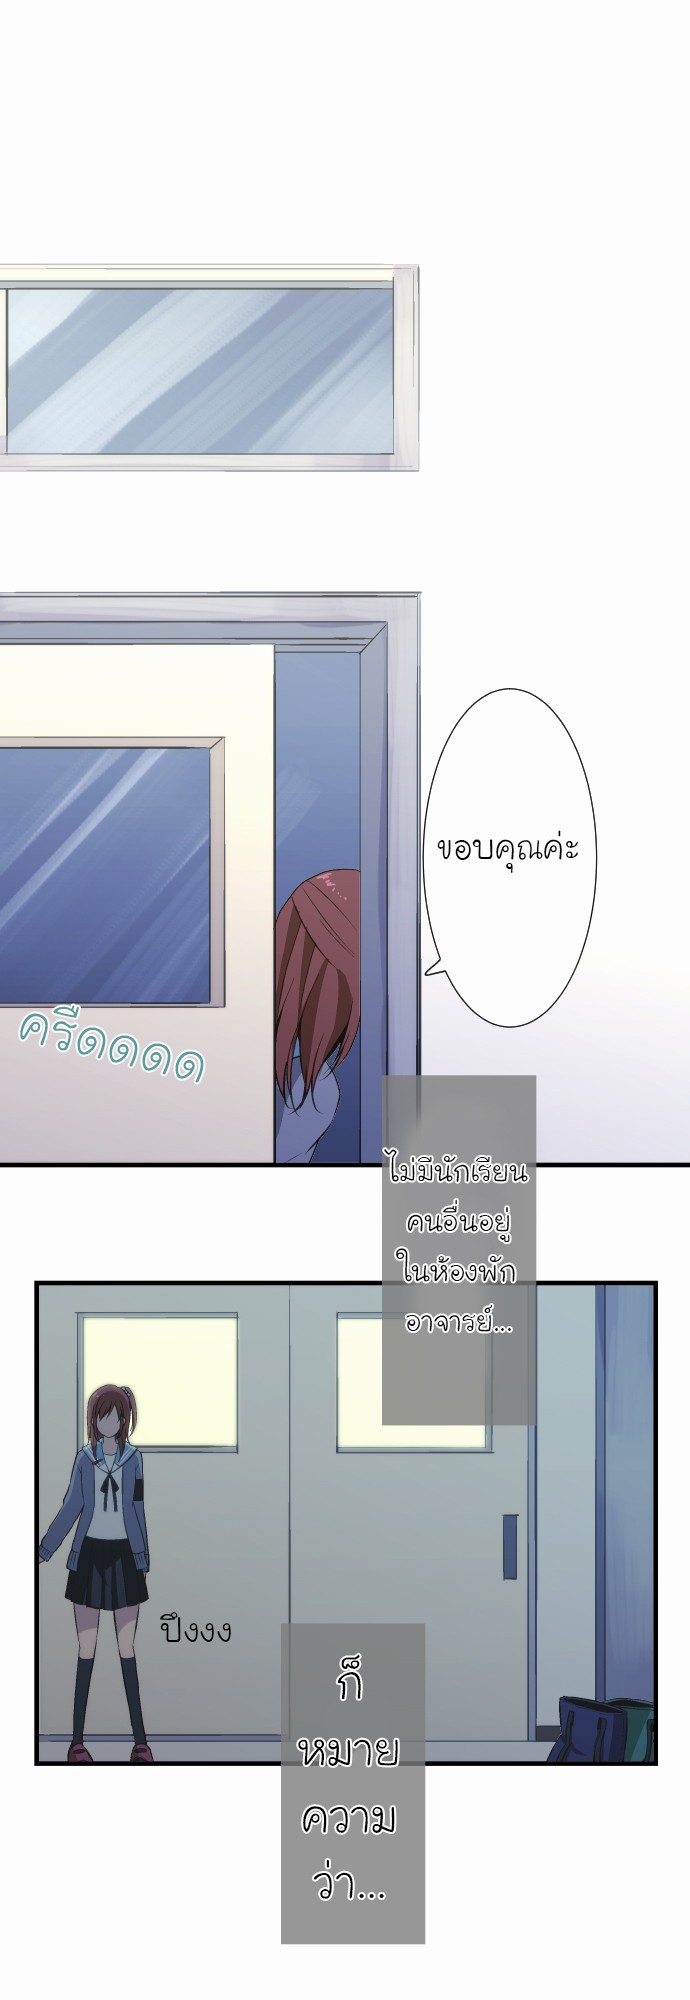 ขอบคุณค่ะ
ครืดดดด
ไม่มีนักเรียน
คนอื่นอยู่
ในห้องพัก
อาจารย์...
ปึงงง
ก็
หมาย
ความ
ว่า...